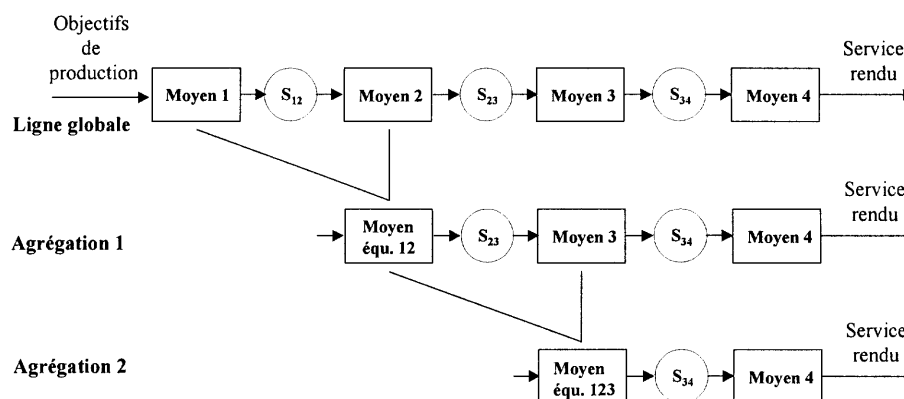 Objectifs
de
production
Service
rendu
Moyen 1
S12
Moyen 2
S23
Moyen 3
S34
Moyen 4
Ligne globale
Service
rendu
Agrégation 1
Moyen
équ. 12
S23
Moyen 3
S34
Moyen 4
Service
rendu
Agrégation 2
Moyen
équ. 123
S34
Moyen 4